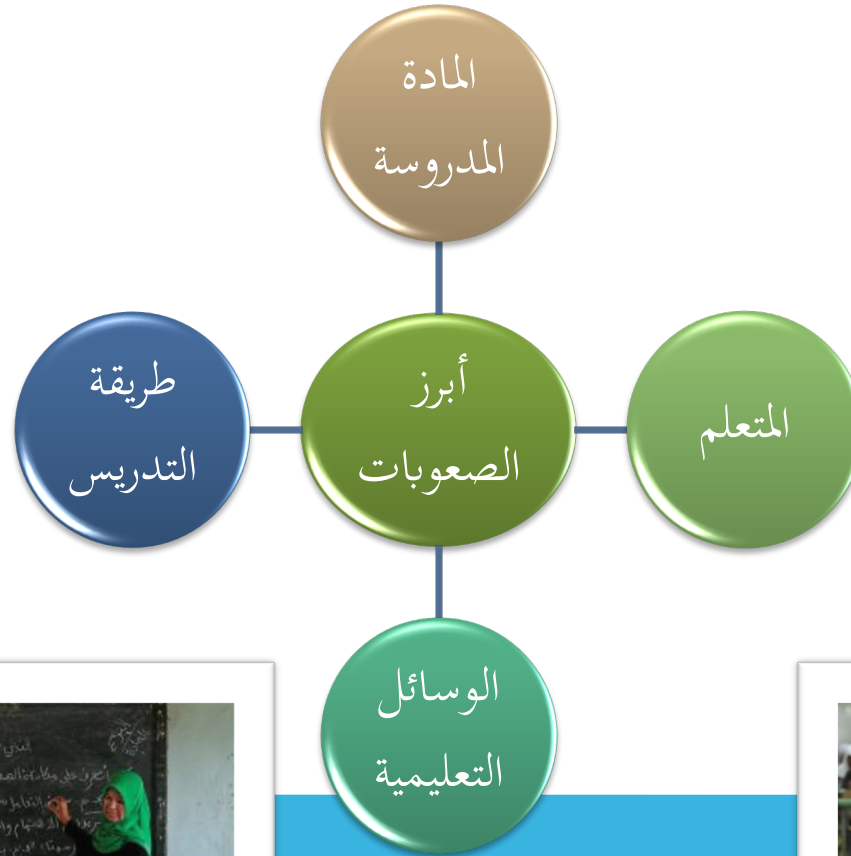 المادة
المدروسة
طريقة
التدريس
أبرز
الصعوبات
المتعلم
الوسائل
التعليمية